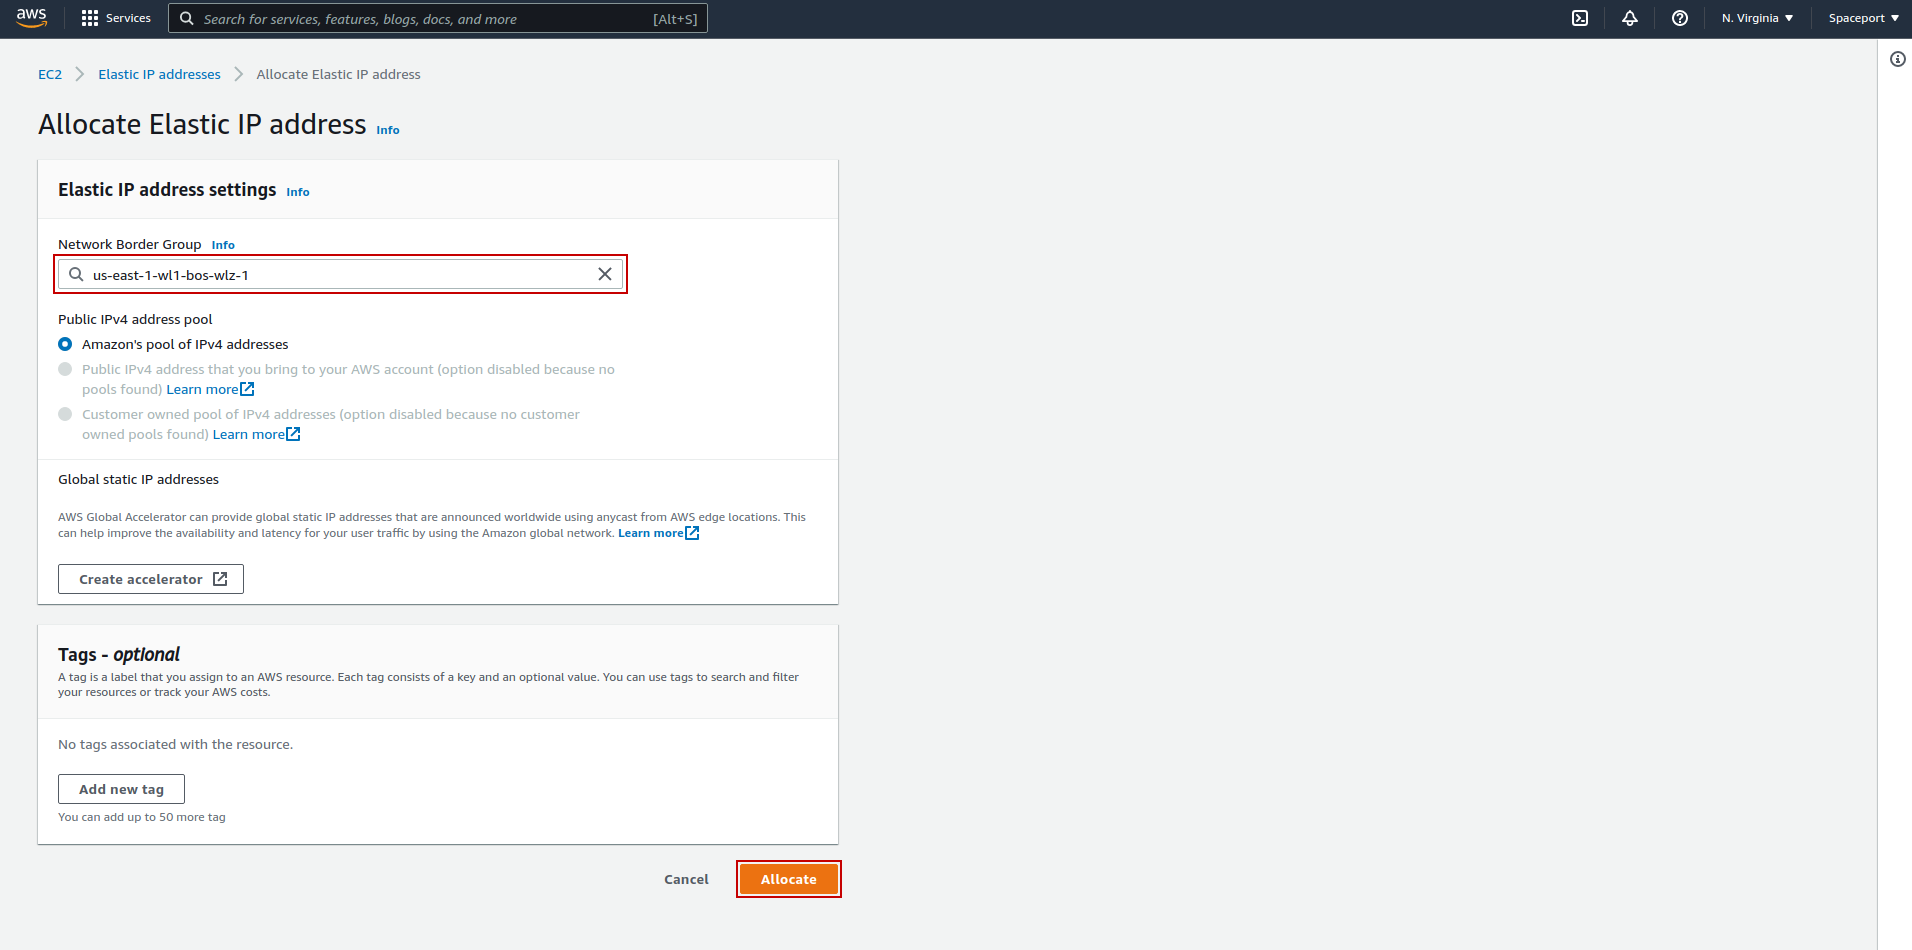 aws
Services
Search for services, features, blogs, docs, and more
[Alt+S]
N. Virginia
Spaceport
EC2
Elastic IP addresses
Allocate Elastic IP address
Allocate Elastic IP address Info
Elastic IP address settings Info
Network Border Group Info
us-east-1-wl1-bos-wlz-1
Public IPv4 address pool
Amazon's pool of IPv4 addresses
Public IPv4 address that you bring to your AWS account (option disabled because no
pools found) Learn more
Customer owned pool of IPv4 addresses (option disabled because no customer
owned pools found) Learn more
Global static IP addresses
AWS Global Accelerator can provide global static IP addresses that are announced worldwide using anycast from AWS edge locations. This
can help improve the availability and latency for your user traffic by using the Amazon global network. Learn more
Create accelerator
Tags - optional
A tag is a label that you assign to an AWS resource. Each tag consists of a key and an optional value. You can use tags to search and filter
your resources or track your AWS costs.
No tags associated with the resource.
Add new tag
You can add up to 50 more tag
Cancel
Allocate